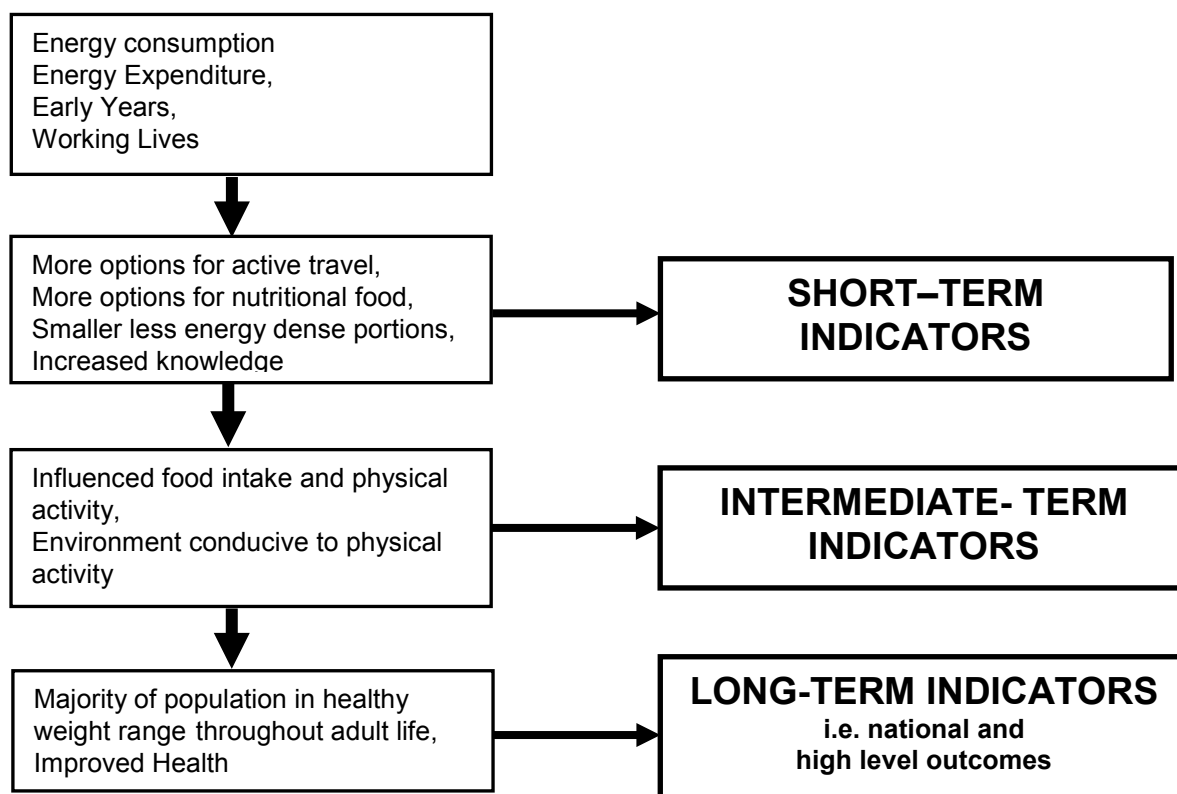 Energy consumption
Energy Expenditure,
Early Years,
Working Lives
More options for active travel,
More options for nutritional food,
Smaller less energy dense portions,
Increased knowledge
SHORT–TERM
INDICATORS
Influenced food intake and physical
activity,
Environment conducive to physical
activity
INTERMEDIATE- TERM
INDICATORS
Majority of population in healthy
weight range throughout adult life,
Improved Health
LONG-TERM INDICATORS
i.e. national and
high level outcomes